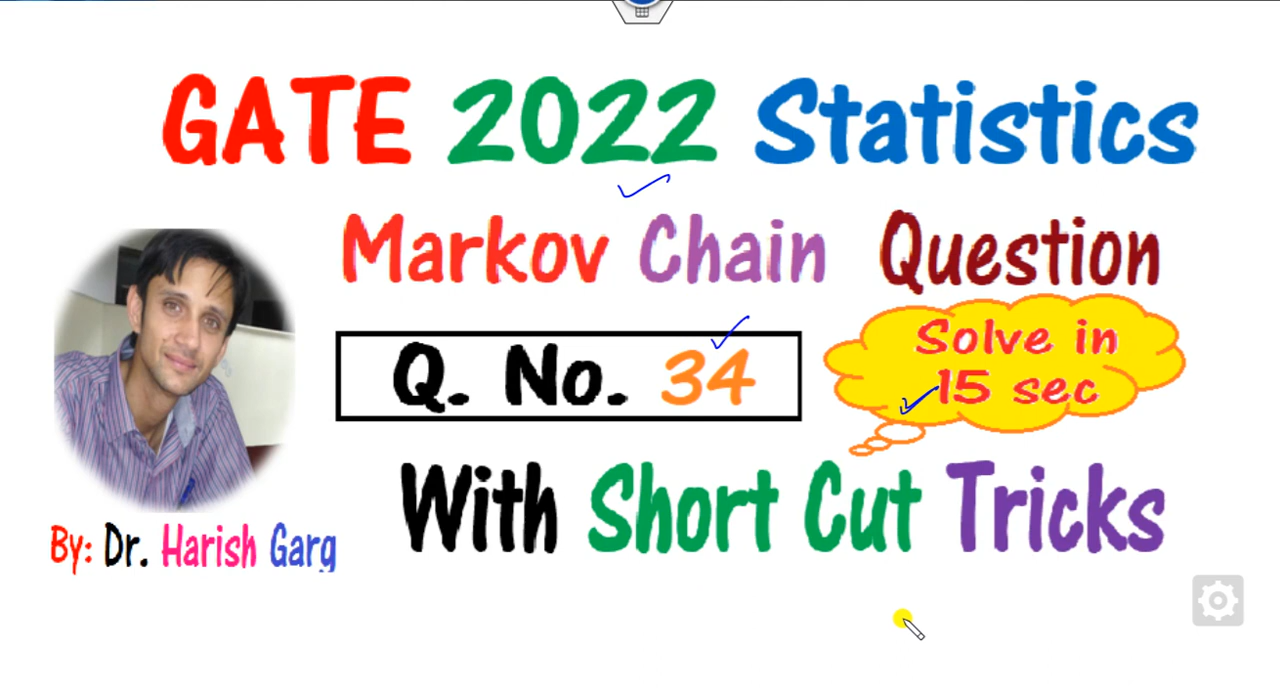 GATE 2022 Statistics
Markov Chain Question
Q. No. 34
Solve in
15 sec
With Short Cut Tricks
By: Dr. Harish Garg